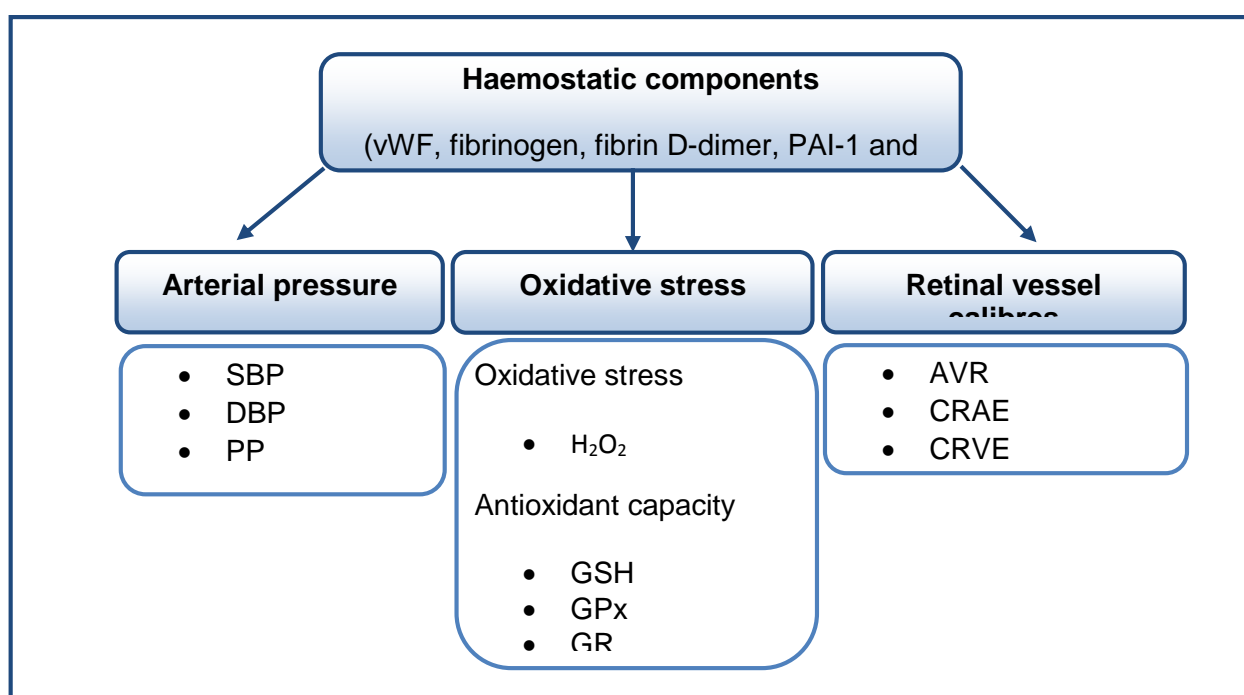 Haemostatic components
(vWF, fibrinogen, fibrin D-dimer, PAI-1 and
Arterial pressure
• SBP
• DBP
• PP
Oxidative stress
Oxidative stress
• H₂O₂
Antioxidant capacity
• GSH
• GPx
• GR
Retinal vessel
calibres
• AVR
• CRAE
• CRVE